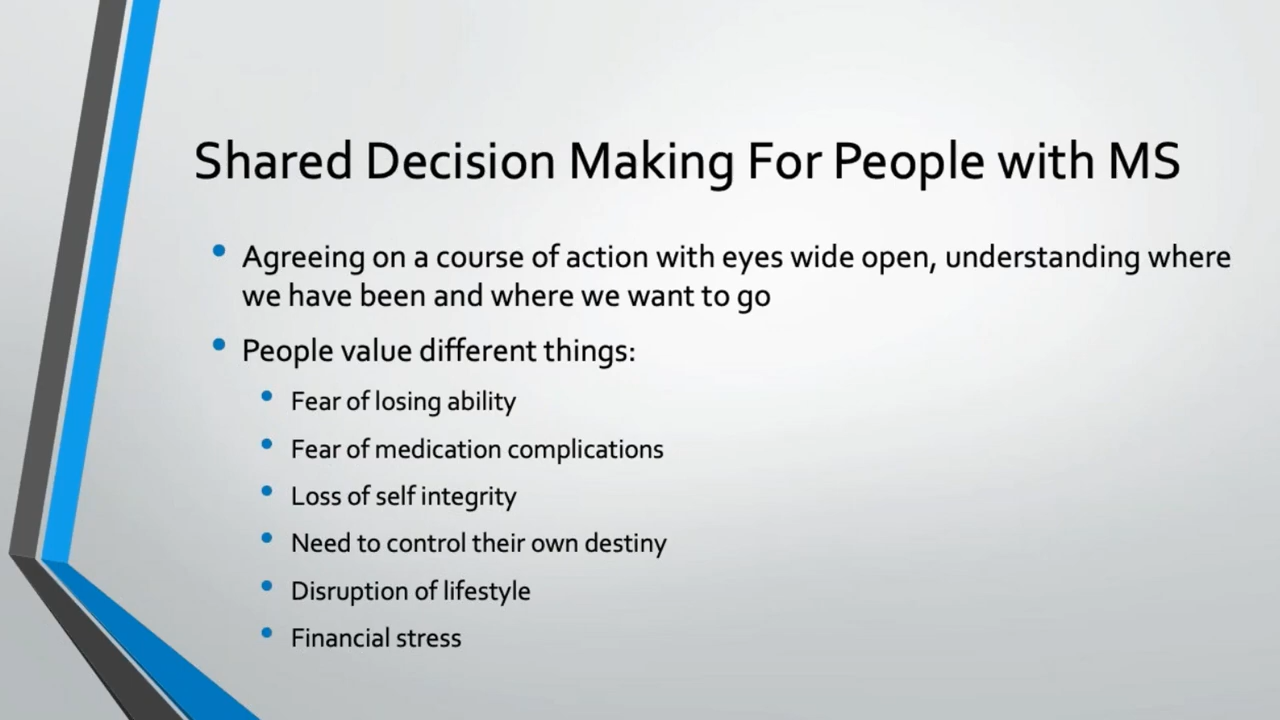 Shared Decision Making For People with MS
• Agreeing on a course of action with eyes wide open, understanding where
we have been and where we want to go
• People value different things:
• Fear of losing ability
• Fear of medication complications
• Loss of self integrity
• Need to control their own destiny
• Disruption of lifestyle
• Financial stress